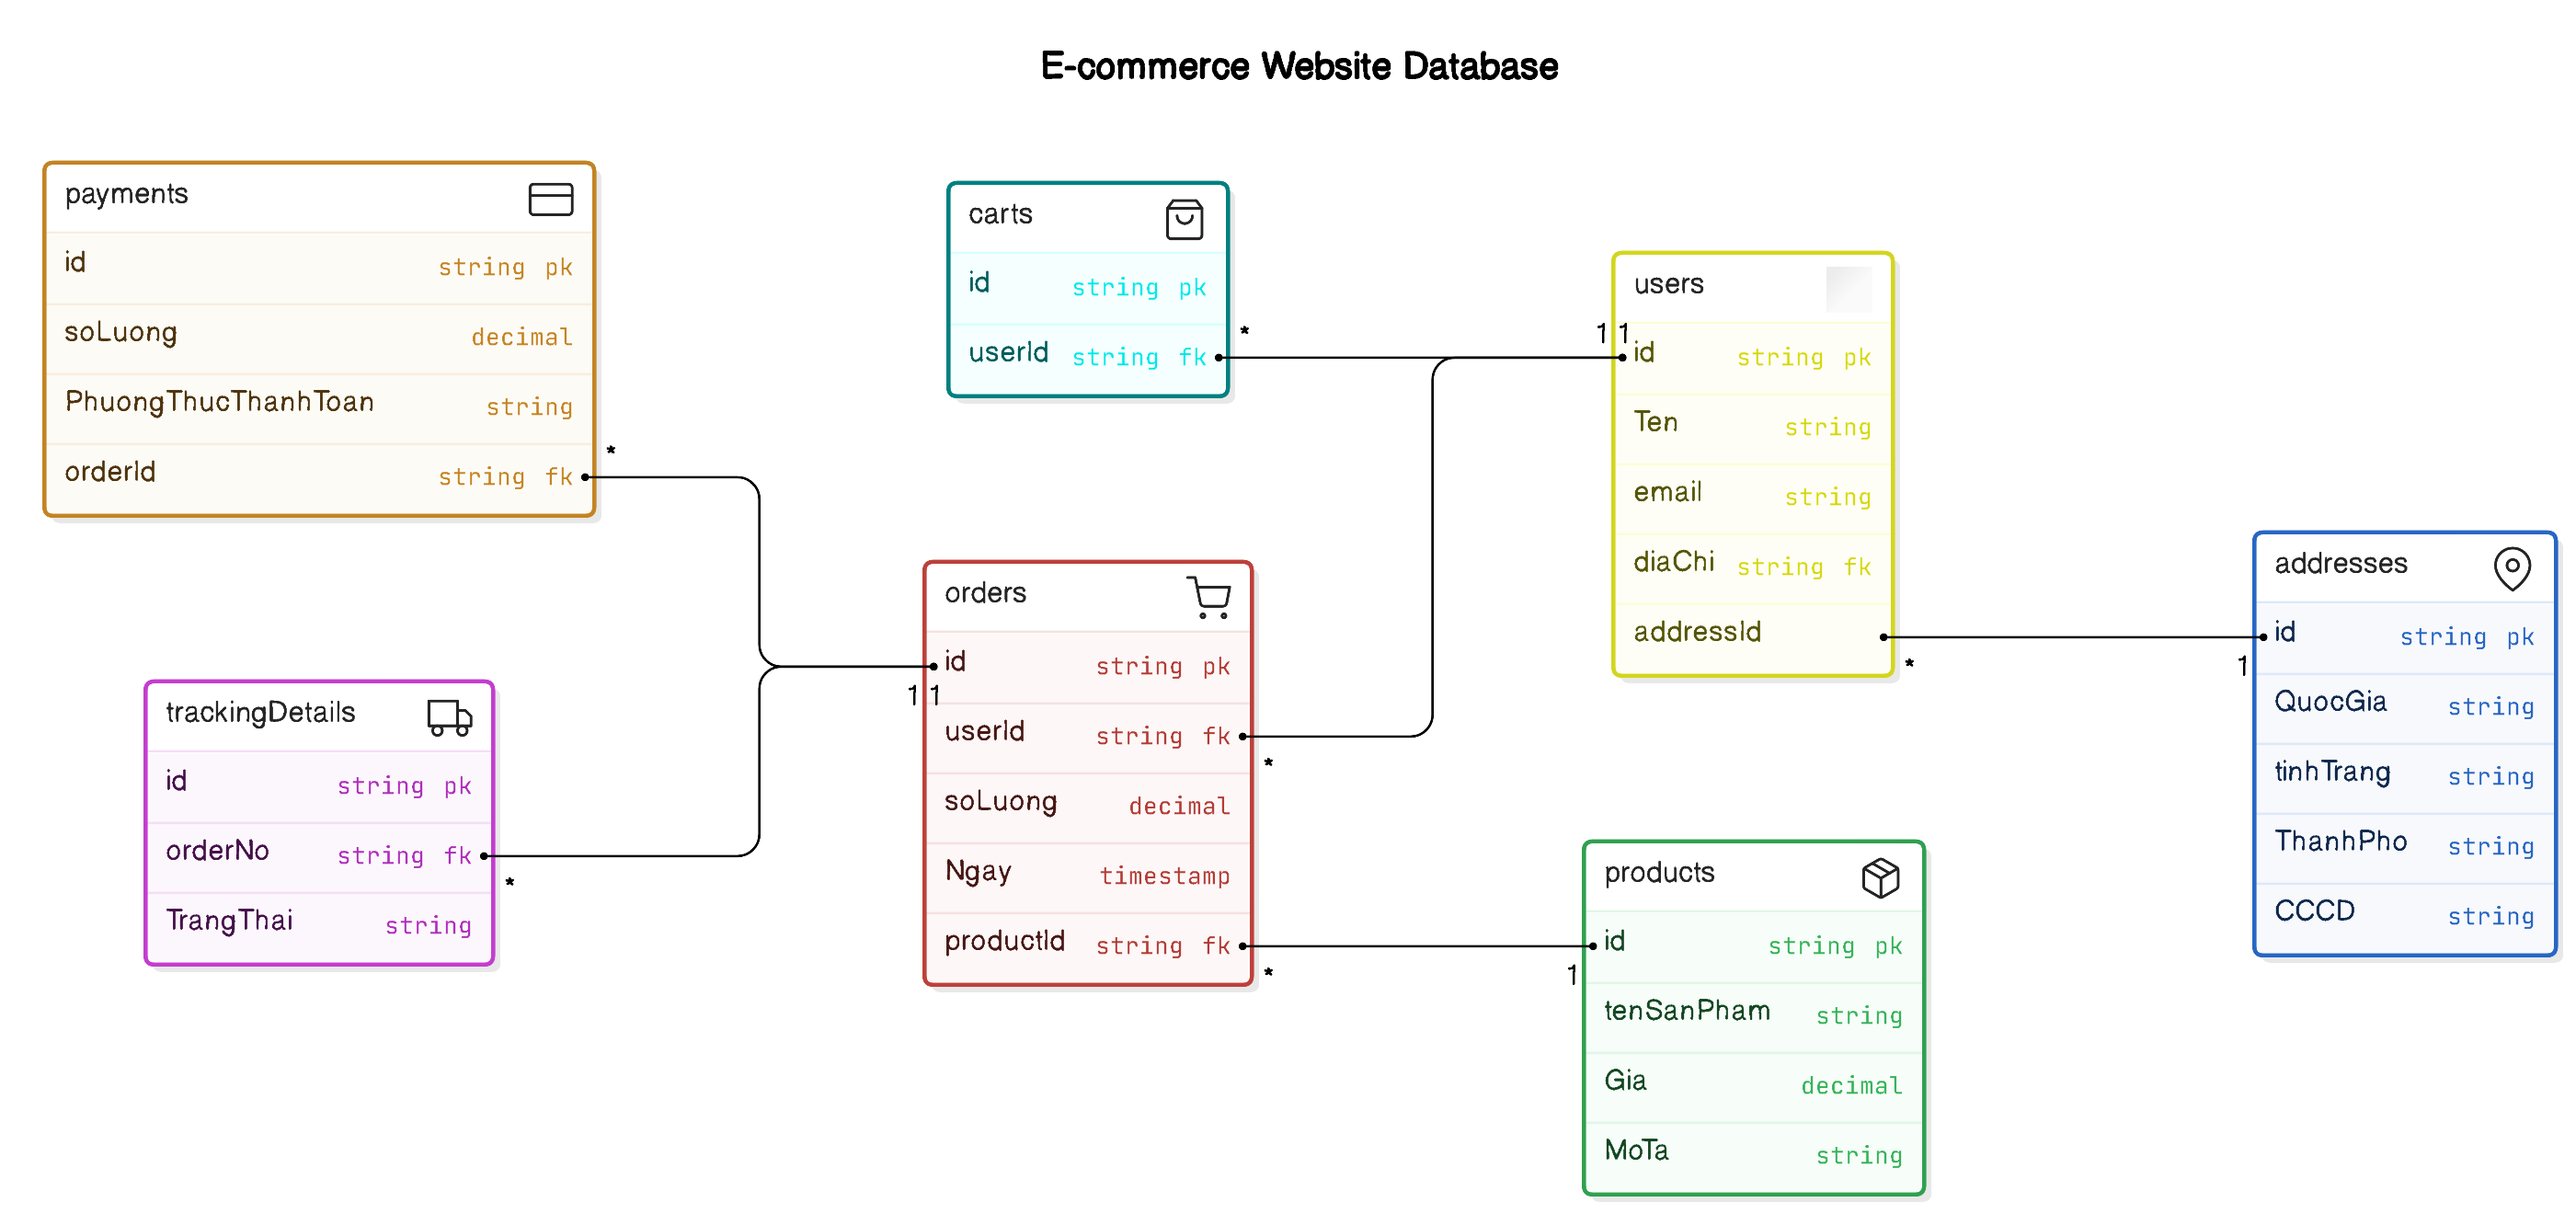 E-commerce Website Database
payments
id string pk
soLuong decimal
PhuongThucThanhToan string
orderId string fk
*
carts
id string pk
userId string fk
*
1 1
users
id string pk
Ten string
email string
diaChi string fk
addressId
*
1
addresses
id string pk
QuocGia string
tinhTrang string
ThanhPho string
CCCD string
trackingDetails
id string pk
orderNo string fk
TrangThai string
*
1 1
orders
id string pk
userId string fk
soLuong decimal
Ngay timestamp
productId string fk
*
*
1
products
id string pk
tenSanPham string
Gia decimal
MoTa string